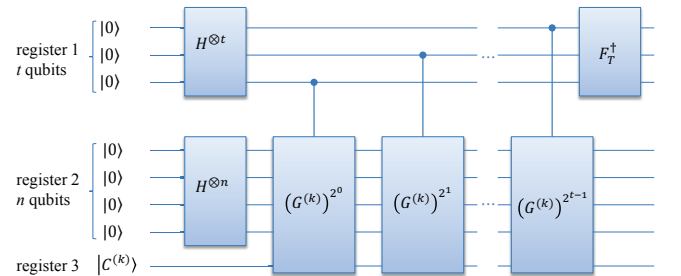 |0⟩
register 1 |0⟩ H^{⊗t} ... F_T^†
t qubits |0⟩
|0⟩
register 2 |0⟩ H^{⊗n} (G^{(k)})^{2^0} (G^{(k)})^{2^1} ... (G^{(k)})^{2^{t−1}}
n qubits |0⟩
|0⟩
register 3 |C^{(k)}⟩